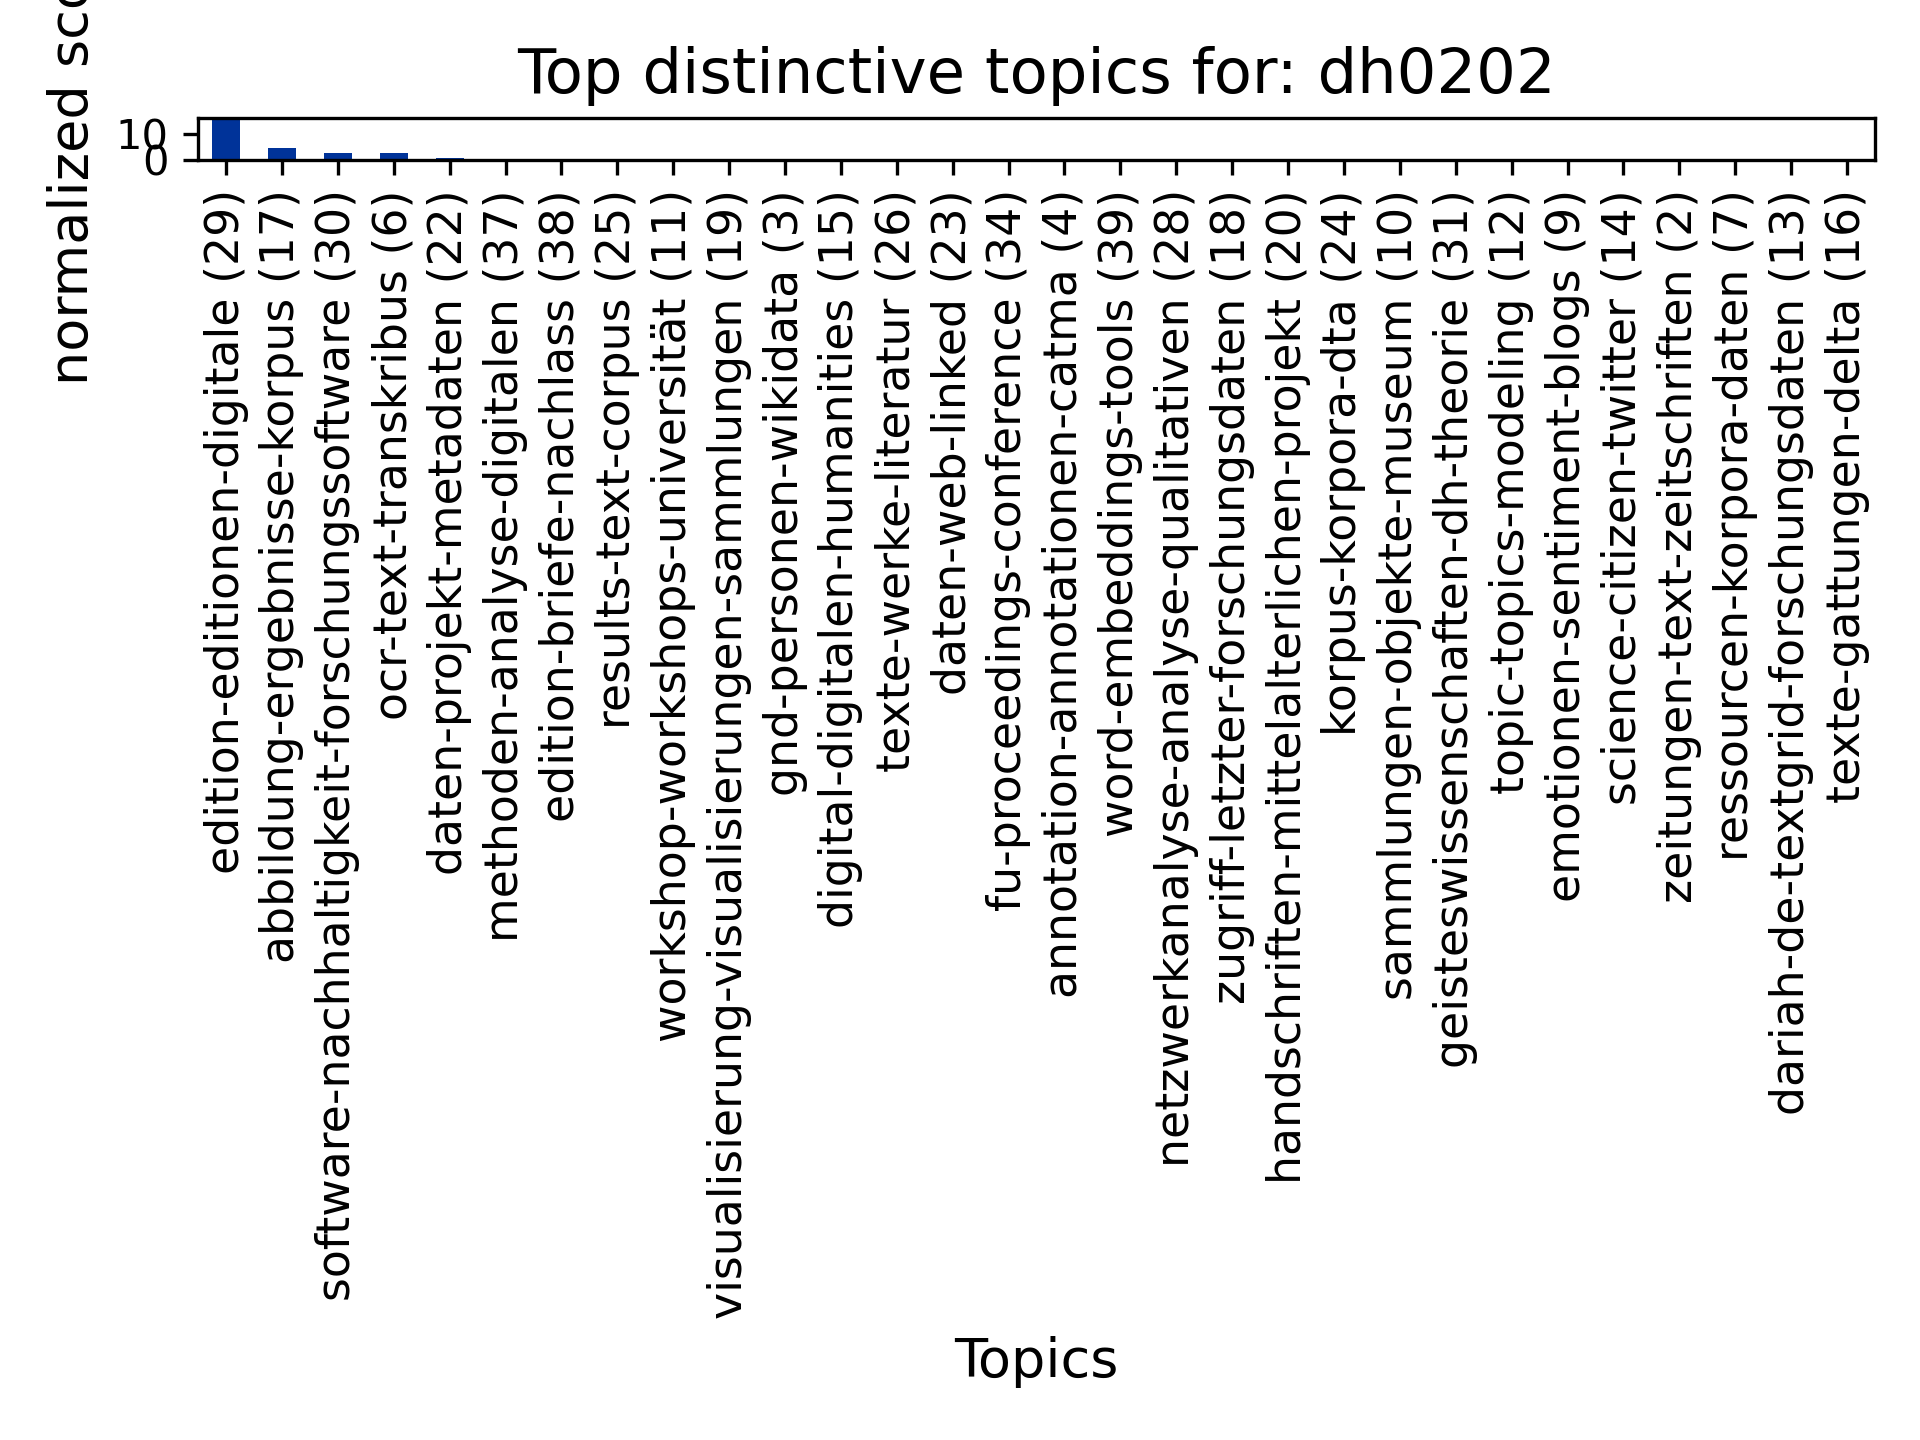 Top distinctive topics for: dh0202
normalized
10
0
edition-editionen-digitale (29)
abbildung-ergebnisse-korpus (17)
software-nachhaltigkeit-forschungssoftware (30)
ocr-text-transkribus (6)
daten-projekt-metadaten (22)
methoden-analyse-digitalen (37)
edition-briefe-nachlass (38)
results-text-corpus (25)
workshop-workshops-universität (11)
visualisierung-visualisierungen-sammlungen (19)
gnd-personen-wikidata (3)
digital-digitalen-humanities (15)
texte-werke-literatur (26)
daten-web-linked (23)
fu-proceedings-conference (34)
annotation-annotationen-catma (4)
word-embeddings-tools (39)
netzwerkanalyse-analyse-qualitativen (28)
zugriff-letzter-forschungsdaten (18)
handschriften-mittelalterlichen-projekt (20)
korpus-korpora-dta (24)
sammlungen-objekte-museum (10)
geisteswissenschaften-dh-theorie (31)
topic-topics-modeling (12)
emotionen-sentiment-blogs (9)
science-citizen-twitter (14)
zeitungen-text-zeitschriften (2)
ressourcen-korpora-daten (7)
dariah-de-textgrid-forschungsdaten (13)
texte-gattungen-delta (16)
Topics